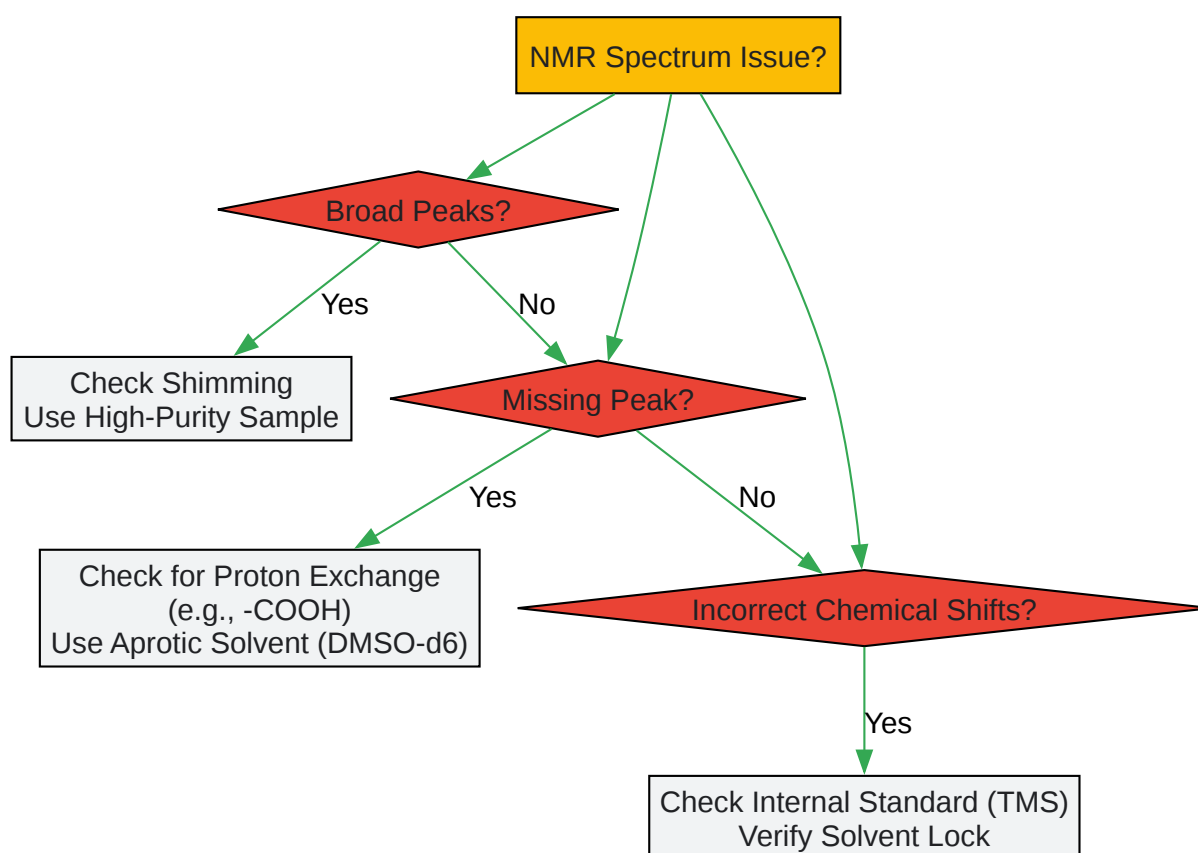 NMR Spectrum Issue?
Broad Peaks?
Yes
No
Check Shimming
Use High-Purity Sample
Missing Peak?
Yes
No
Check for Proton Exchange
(e.g., -COOH)
Use Aprotic Solvent (DMSO-d6)
Incorrect Chemical Shifts?
Yes
Check Internal Standard (TMS)
Verify Solvent Lock